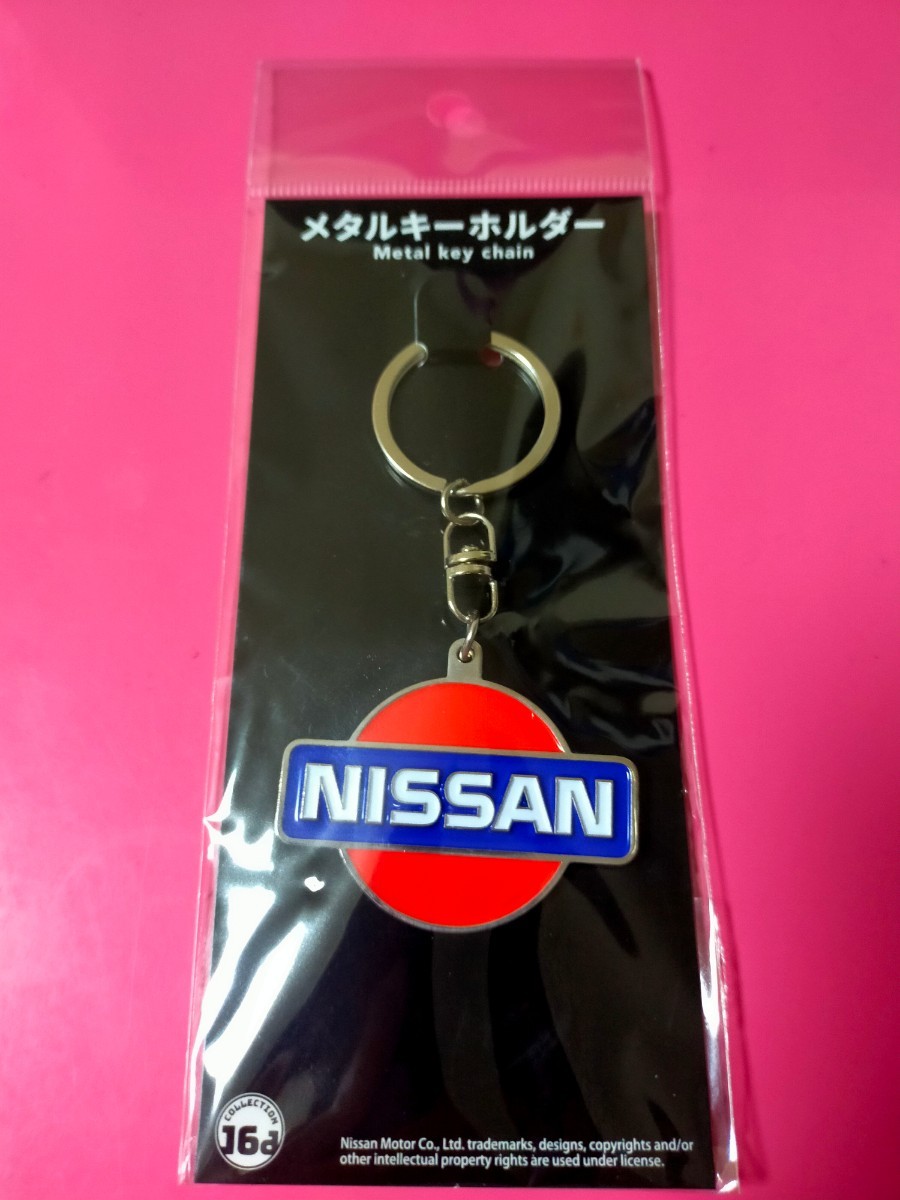 メタルキーホルダー
Metal key chain
NISSAN
COLLECTION
16d
Nissan Motor Co., Ltd. trademarks, designs, copyrights and/or
other intellectual property rights are used under license.